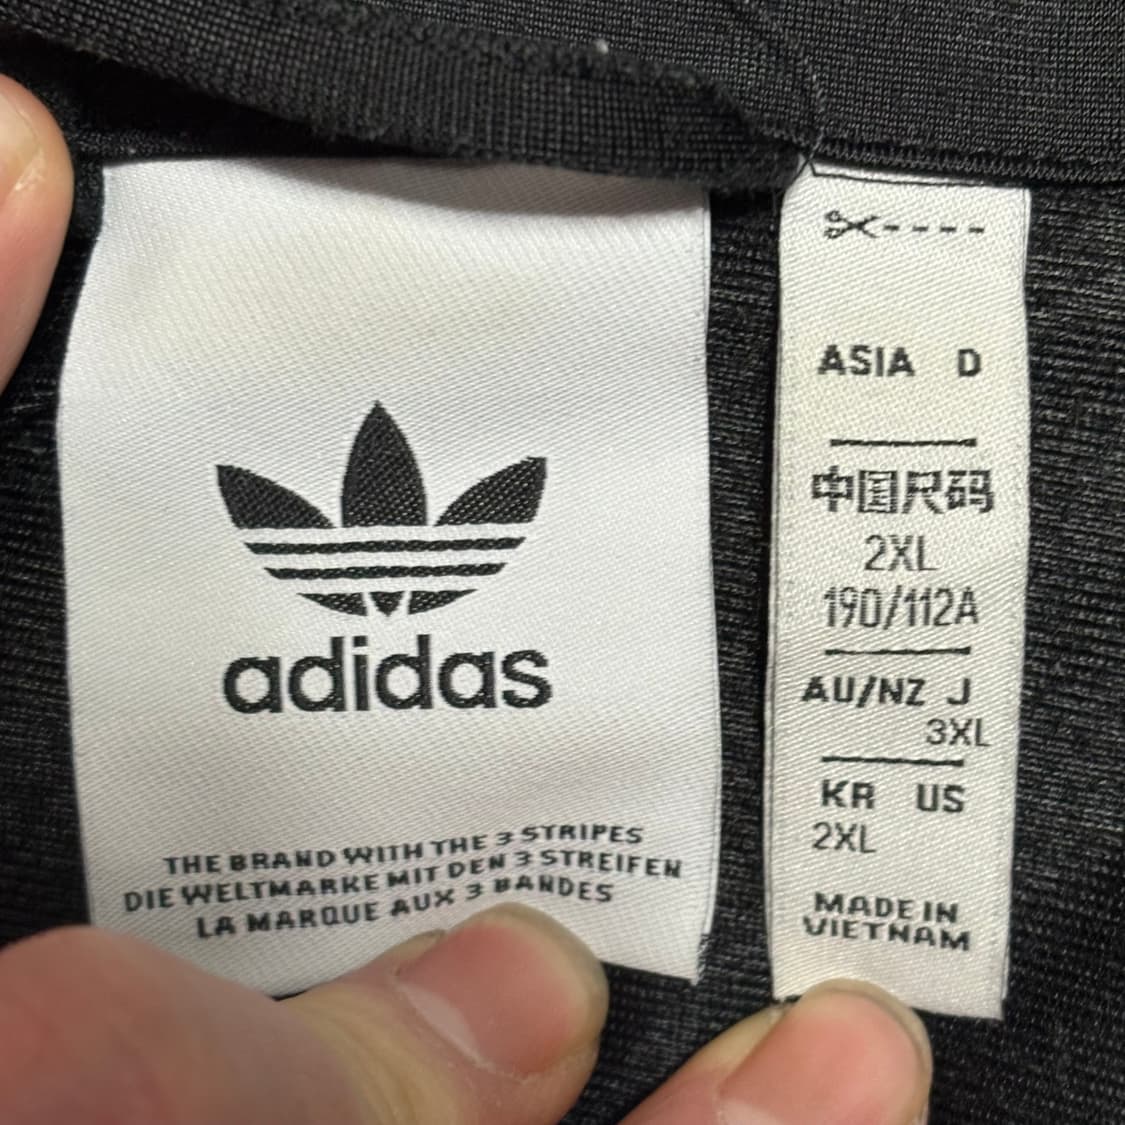 adidas
THE BRAND WITH THE 3 STRIPES
DIE WELTMARKE MIT DEN 3 STREIFEN
LA MARQUE AUX 3 BANDES
ASIA D
中国尺码
2XL
190/112A
AU/NZ J
3XL
KR US
2XL
MADE IN
VIETNAM